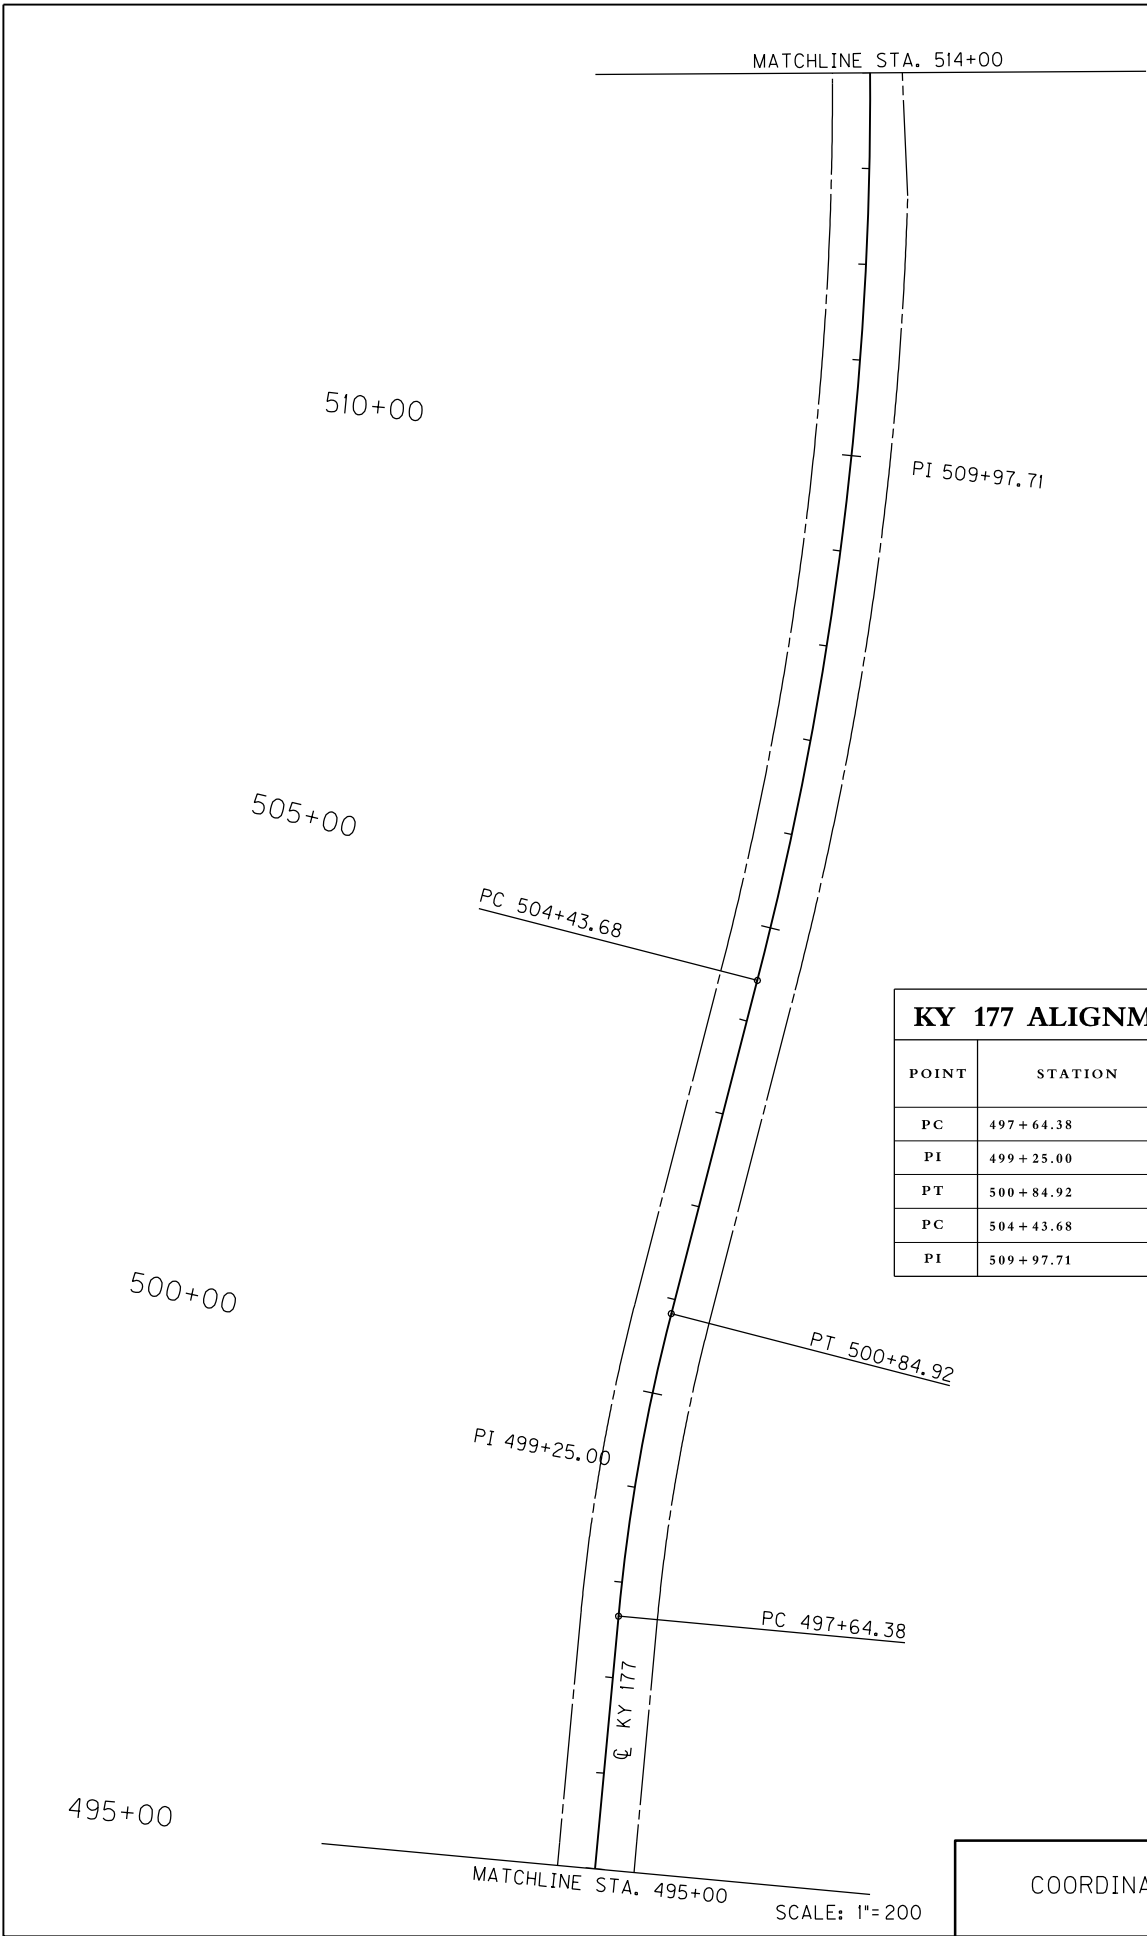 MATCHLINE STA. 514+00
510+00
PI 509+97.71
505+00
PC 504+43.68
KY 177 ALIGNM
POINT STATION
PC 497+64.38
PI 499+25.00
PT 500+84.92
PC 504+43.68
PI 509+97.71
500+00
PT 500+84.92
PI 499+25.00
PC 497+64.38
℄ KY 177
495+00
MATCHLINE STA. 495+00
SCALE: 1"=200
COORDINA